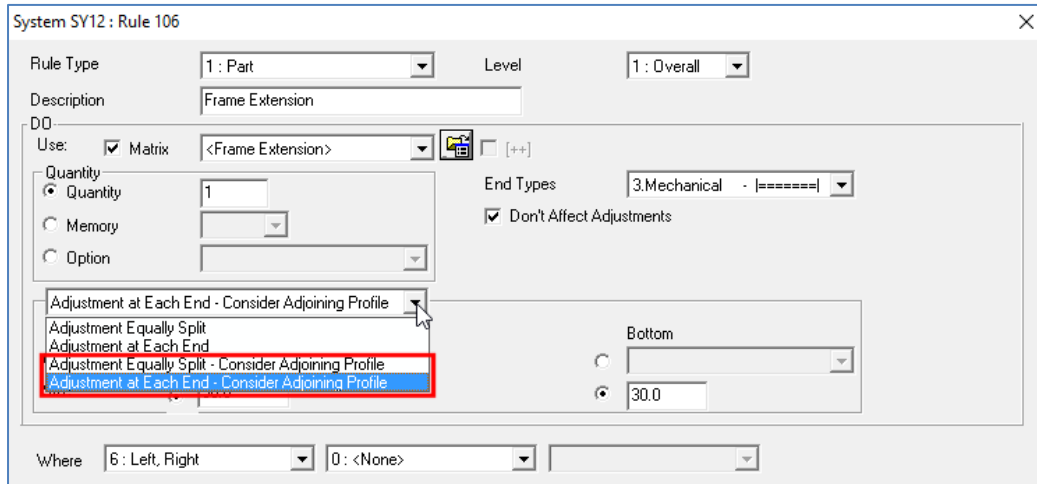 System SY12 : Rule 106
Rule Type 1 : Part Level 1 : Overall
Description Frame Extension
DO
Use: Matrix <Frame Extension> [++]
Quantity
Quantity 1 End Types 3.Mechanical - |=======|
Memory Don't Affect Adjustments
Option
Adjustment at Each End - Consider Adjoining Profile
Adjustment Equally Split
Adjustment at Each End Bottom
Adjustment Equally Split - Consider Adjoining Profile
Adjustment at Each End - Consider Adjoining Profile
30.0
Where 6 : Left, Right 0 : <None>